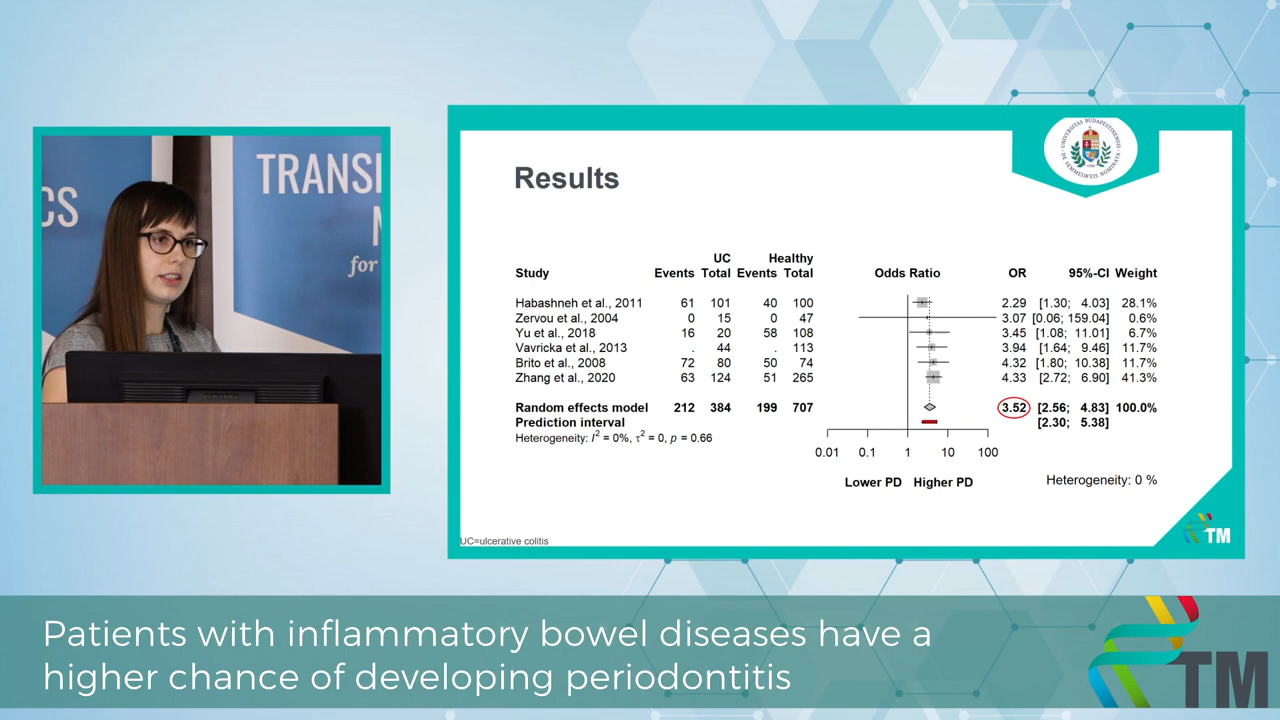 CS
TRANS
for
Results
UNIVERSITAS BUDAPESTINENSIS
DE SEMMELWEIS NOMINATA
UC Healthy
Study Events Total Events Total Odds Ratio OR 95%-CI Weight
Habashneh et al., 2011 61 101 40 100 2.29 [1.30; 4.03] 28.1%
Zervou et al., 2004 0 15 0 47 3.07 [0.06; 159.04] 0.6%
Yu et al., 2018 16 20 58 108 3.45 [1.08; 11.01] 6.7%
Vavricka et al., 2013 . 44 . 113 3.94 [1.64; 9.46] 11.7%
Brito et al., 2008 72 80 50 74 4.32 [1.80; 10.38] 11.7%
Zhang et al., 2020 63 124 51 265 4.33 [2.72; 6.90] 41.3%
Random effects model 212 384 199 707 3.52 [2.56; 4.83] 100.0%
Prediction interval [2.30; 5.38]
Heterogeneity: I² = 0%, τ² = 0, p = 0.66
0.01 0.1 1 10 100
Lower PD Higher PD
Heterogeneity: 0 %
UC=ulcerative colitis
TM
Patients with inflammatory bowel diseases have a
higher chance of developing periodontitis
TM